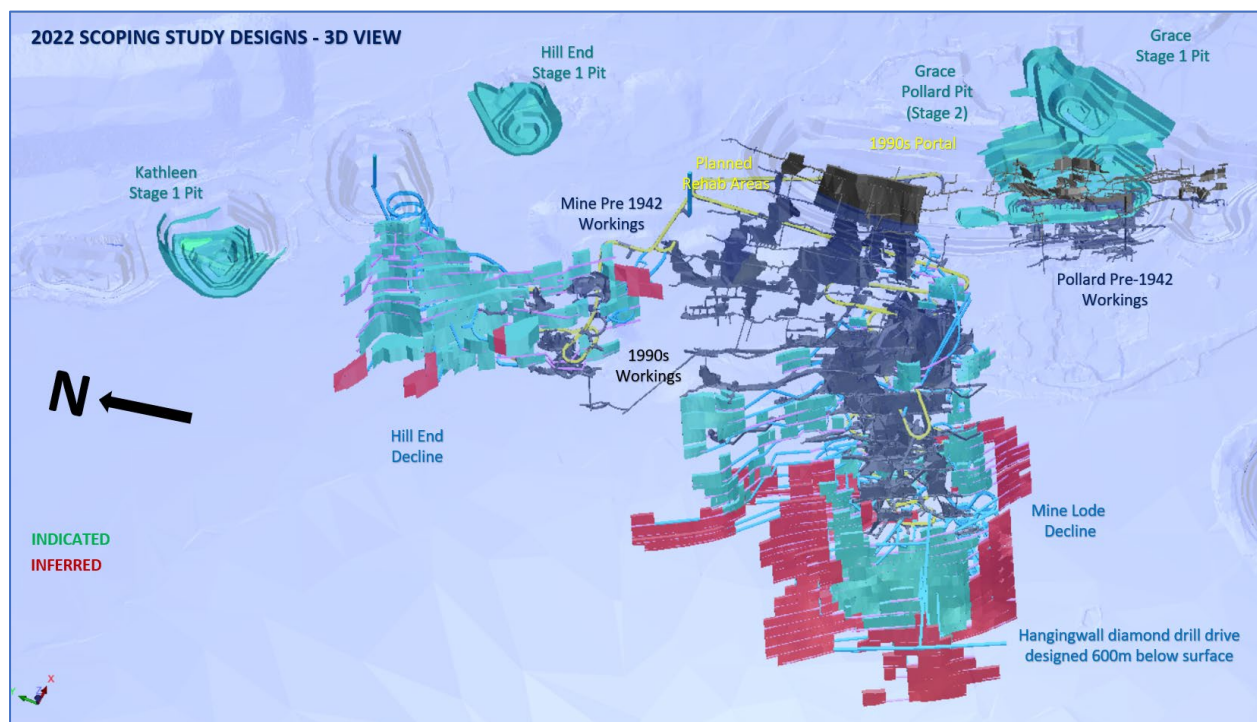 2022 SCOPING STUDY DESIGNS - 3D VIEW
Hill End
Stage 1 Pit
Grace
Stage 1 Pit
Grace
Pollard Pit
(Stage 2)
1990s Portal
Planned
Rehab Areas
Kathleen
Stage 1 Pit
Mine Pre 1942
Workings
Pollard Pre-1942
Workings
1990s
Workings
N
Hill End
Decline
Mine Lode
Decline
INDICATED
INFERRED
Hangingwall diamond drill drive
designed 600m below surface
Y
Z
X